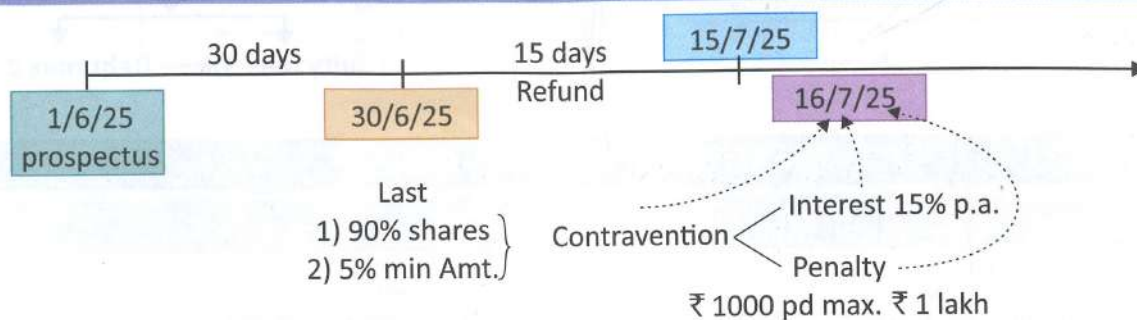 30 days
15 days
Refund
15/7/25
1/6/25
prospectus
30/6/25
16/7/25
Last
1) 90% shares
2) 5% min Amt.
Contravention
Interest 15% p.a.
Penalty
₹ 1000 pd max. ₹ 1 lakh